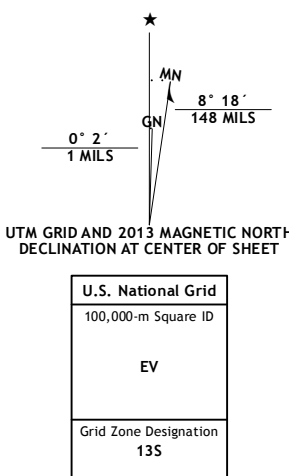 ★
MN
GN
8° 18´
148 MILS
0° 2´
1 MILS
UTM GRID AND 2013 MAGNETIC NORTH
DECLINATION AT CENTER OF SHEET
U.S. National Grid
100,000-m Square ID
EV
Grid Zone Designation
13S